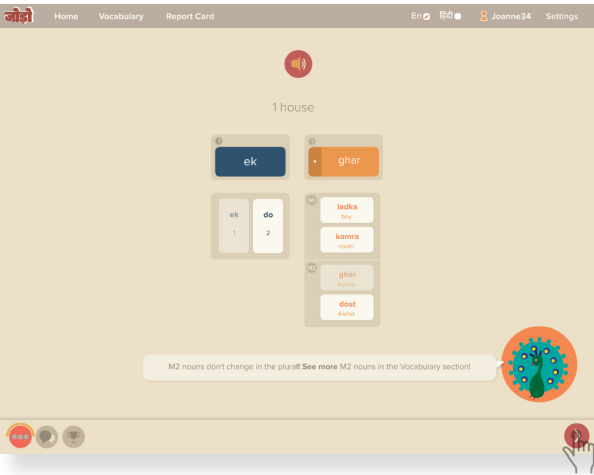 जोड़ो Home Vocabulary Report Card En हिंदी Joanne34 Settings
1 house
ek ghar
ek do
1 2
M1
ladka
boy
kamra
room
M2
ghar
house
dost
friend
M2 nouns don't change in the plural! See more M2 nouns in the Vocabulary section!